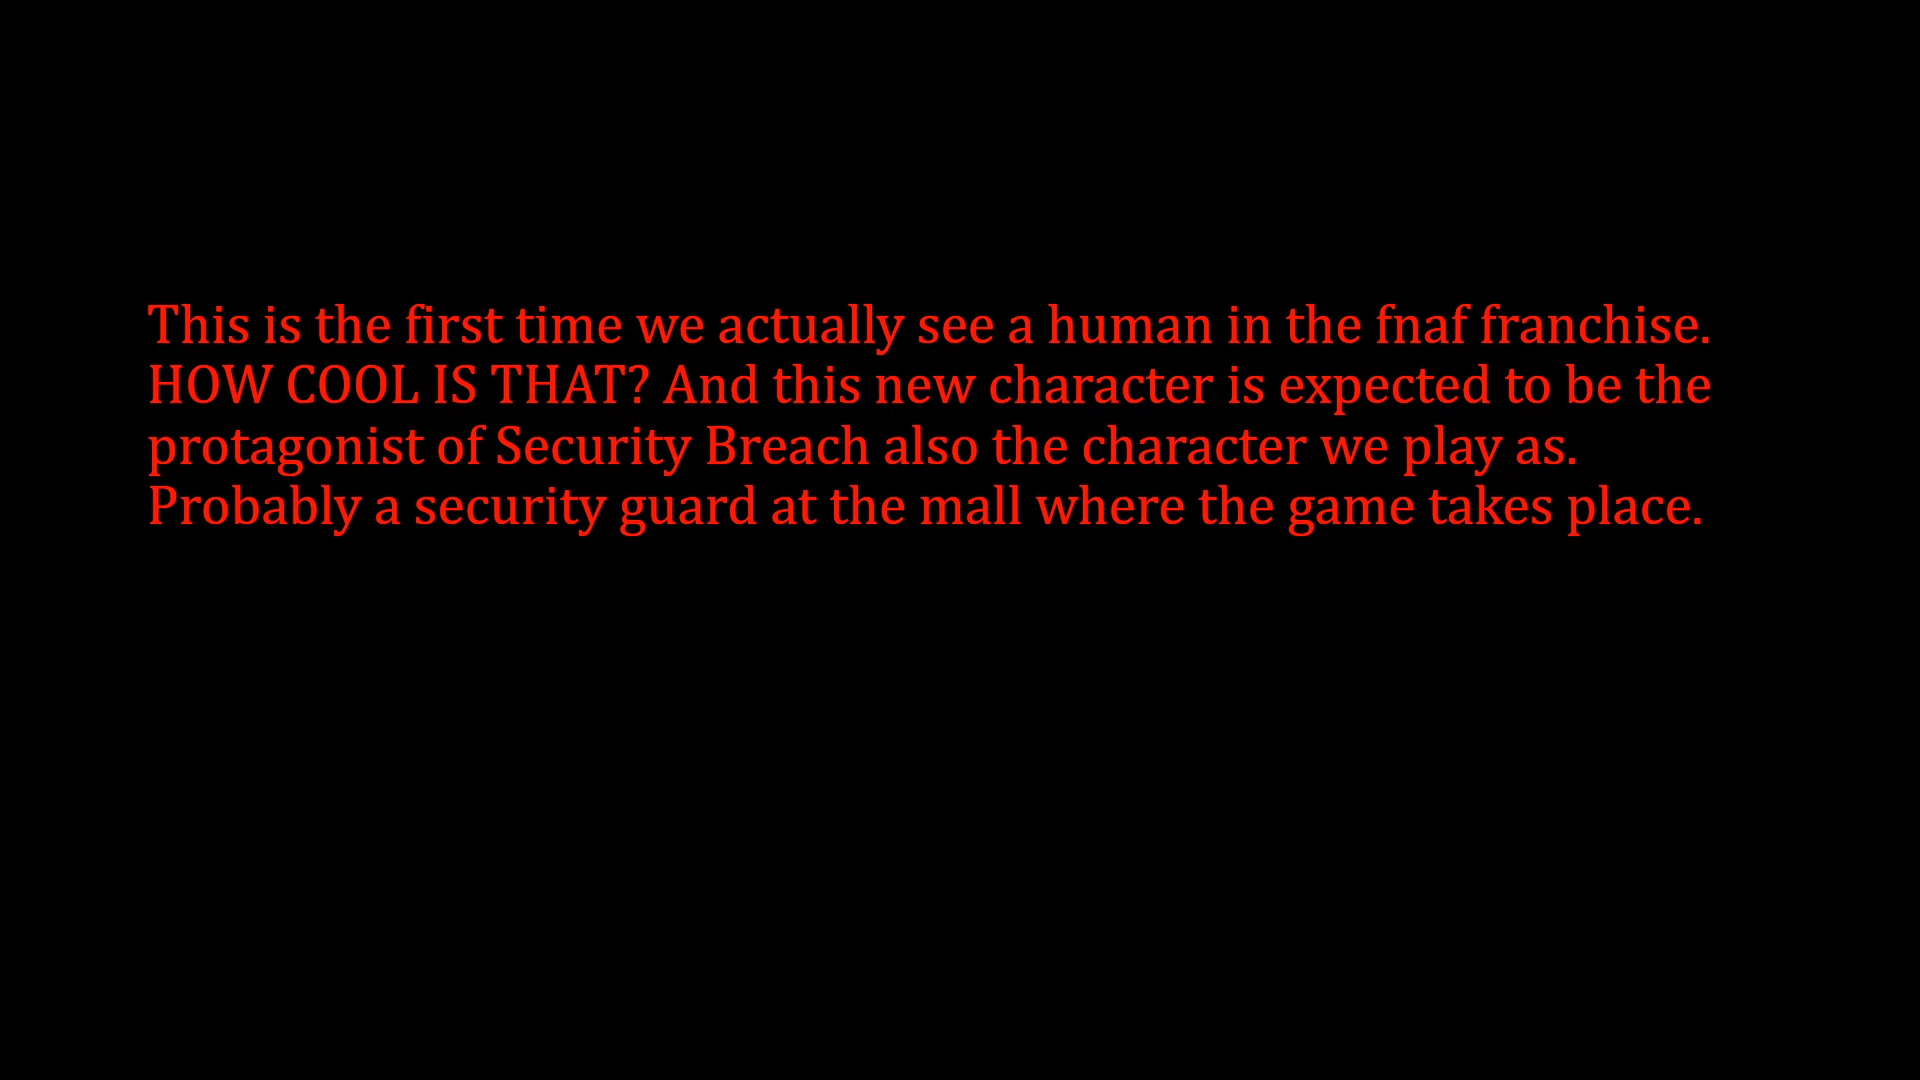 This is the first time we actually see a human in the fnaf franchise.
HOW COOL IS THAT? And this new character is expected to be the
protagonist of Security Breach also the character we play as.
Probably a security guard at the mall where the game takes place.